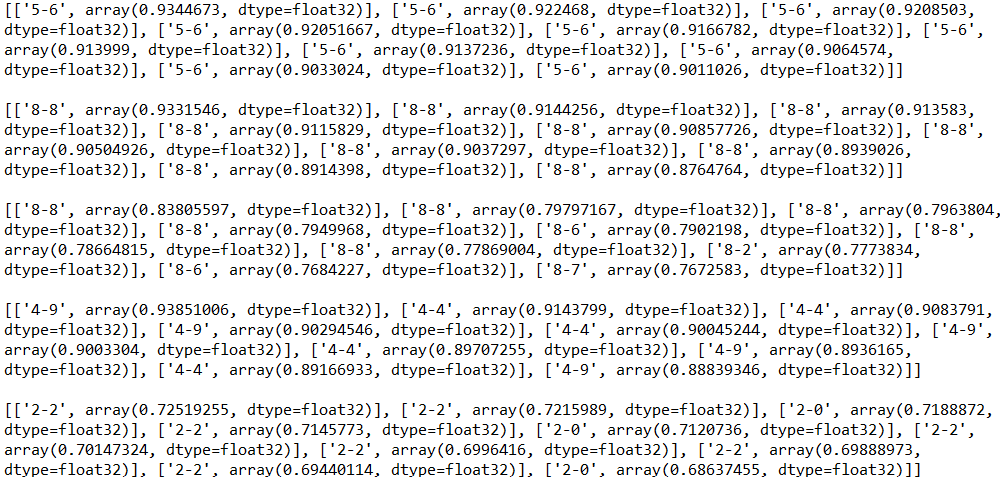 [['5-6', array(0.9344673, dtype=float32)], ['5-6', array(0.922468, dtype=float32)], ['5-6', array(0.9208503,
dtype=float32)], ['5-6', array(0.92051667, dtype=float32)], ['5-6', array(0.9166782, dtype=float32)], ['5-6',
array(0.913999, dtype=float32)], ['5-6', array(0.9137236, dtype=float32)], ['5-6', array(0.9064574,
dtype=float32)], ['5-6', array(0.9033024, dtype=float32)], ['5-6', array(0.9011026, dtype=float32)]]
[['8-8', array(0.9331546, dtype=float32)], ['8-8', array(0.9144256, dtype=float32)], ['8-8', array(0.913583,
dtype=float32)], ['8-8', array(0.9115829, dtype=float32)], ['8-8', array(0.90857726, dtype=float32)], ['8-8',
array(0.90504926, dtype=float32)], ['8-8', array(0.9037297, dtype=float32)], ['8-8', array(0.8939026,
dtype=float32)], ['8-8', array(0.8914398, dtype=float32)], ['8-8', array(0.8764764, dtype=float32)]]
[['8-8', array(0.83805597, dtype=float32)], ['8-8', array(0.79797167, dtype=float32)], ['8-8', array(0.7963804,
dtype=float32)], ['8-8', array(0.7949968, dtype=float32)], ['8-6', array(0.7902198, dtype=float32)], ['8-8',
array(0.78664815, dtype=float32)], ['8-8', array(0.77869004, dtype=float32)], ['8-2', array(0.7773834,
dtype=float32)], ['8-6', array(0.7684227, dtype=float32)], ['8-7', array(0.7672583, dtype=float32)]]
[['4-9', array(0.93851006, dtype=float32)], ['4-4', array(0.9143799, dtype=float32)], ['4-4', array(0.9083791,
dtype=float32)], ['4-9', array(0.90294546, dtype=float32)], ['4-4', array(0.90045244, dtype=float32)], ['4-9',
array(0.9003304, dtype=float32)], ['4-4', array(0.89707255, dtype=float32)], ['4-9', array(0.8936165,
dtype=float32)], ['4-4', array(0.89166933, dtype=float32)], ['4-9', array(0.88839346, dtype=float32)]]
[['2-2', array(0.72519255, dtype=float32)], ['2-2', array(0.7215989, dtype=float32)], ['2-0', array(0.7188872,
dtype=float32)], ['2-2', array(0.7145773, dtype=float32)], ['2-0', array(0.7120736, dtype=float32)], ['2-2',
array(0.70147324, dtype=float32)], ['2-2', array(0.6996416, dtype=float32)], ['2-2', array(0.69888973,
dtype=float32)], ['2-2', array(0.69440114, dtype=float32)], ['2-0', array(0.68637455, dtype=float32)]]